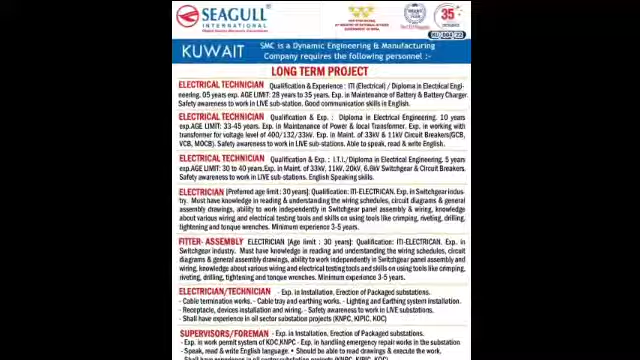 SEAGULL
INTERNATIONAL
35
KUWAIT
SMC is a Dynamic Engineering & Manufacturing
Company requires the following personnel :-
LONG TERM PROJECT
ELECTRICAL TECHNICIAN Qualification & Experience : ITI (Electrical) / Diploma in Electrical Engi-
neering. 05 years exp. AGE LIMIT: 28 years to 35 years. Exp. in Maintenance of Battery & Battery Charger.
Safety awareness to work in LIVE sub-station. Good communication skills in English.
ELECTRICAL TECHNICIAN Qualification & Exp. : Diploma in Electrical Engineering. 10 years
exp.AGE LIMIT: 33-45 years. Exp. in Maintenance of Power & local Transformer. Exp. in working with
transformer for voltage level of 400/132/33kV. Exp. in Maint. of 33kV & 11kV Circuit Breakers(GCB,
VCB, MOCB). Safety awareness to work in LIVE sub-stations. Able to speak, read & write English.
ELECTRICAL TECHNICIAN Qualification & Exp. : I.T.I./Diploma in Electrical Engineering. 5 years
exp.AGE LIMIT: 30 to 40 years.Exp. in Maint. of 33kV, 11kV, 20kV, 6.6kV Switchgear & Circuit Breakers.
Safety awareness to work in LIVE sub-stations. English Speaking skills.
ELECTRICIAN [Preferred age limit : 30 years] Qualification: ITI-ELECTRICAN. Exp. in Switchgear indus-
try. Must have knowledge in reading & understanding the wiring schedules, circuit diagrams & general
assembly drawings, ability to work independently in Switchgear panel assembly & wiring, knowledge
about various wiring and electrical testing tools and skills on using tools like crimping, riveting, drilling,
tightening and tonque wrenches. Minimum experience 3-5 years.
FITTER- ASSEMBLY ELECTRICIAN [Age limit : 30 years] Qualification: ITI-ELECTRICAN. Exp. in
Switchgear industry. Must have knowledge in reading and understanding the wiring schedules, circuit
diagrams & general assembly drawings, ability to work independently in Switchgear panel assembly and
wiring, knowledge about various wiring and electrical testing tools and skills on using tools like crimping,
riveting, drilling, tightening and tonque wrenches. Minimum experience 3-5 years.
ELECTRICIAN/TECHNICIAN - Exp. in Installation. Erection of Packaged substations.
- Cable termination works. - Cable tray and earthing works. - Lighting and Earthing system installation.
- Receptacle, devices installation and wiring. - Safety awareness to work in LIVE substations.
- Shall have experience in oil sector substation projects (KNPC, KIPIC, KOC)
SUPERVISORS/FOREMAN - Exp. in Installation. Erection of Packaged substations.
- Exp. in work permit system of KOC,KNPC - Exp. in handling emergency repair works in the substation
- Speak, read & write English language. • Should be able to read drawings & execute the work.